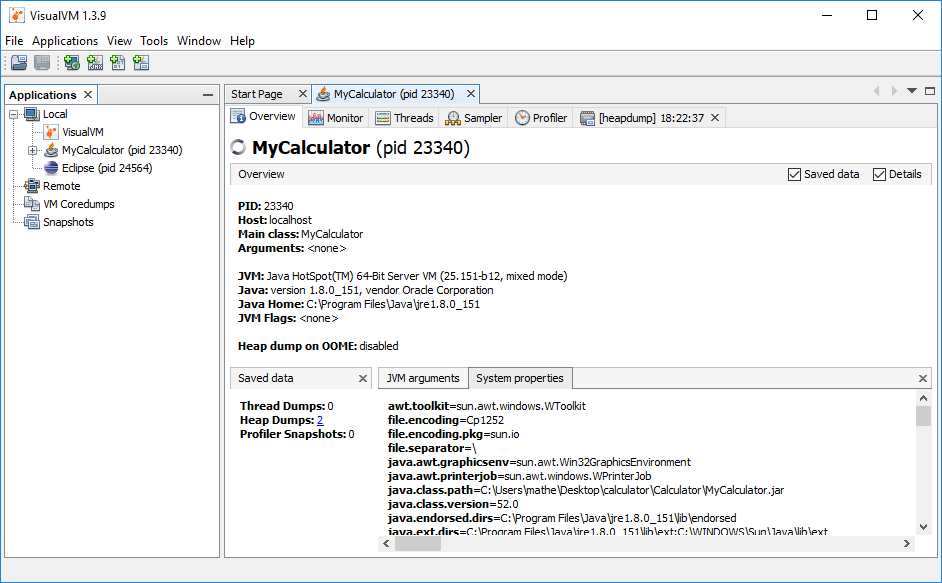 VisualVM 1.3.9
File Applications View Tools Window Help
Applications
Local
VisualVM
MyCalculator (pid 23340)
Eclipse (pid 24564)
Remote
VM Coredumps
Snapshots
Start Page MyCalculator (pid 23340)
Overview Monitor Threads Sampler Profiler [heapdump] 18:22:37
MyCalculator (pid 23340)
Overview Saved data Details
PID: 23340
Host: localhost
Main class: MyCalculator
Arguments: <none>
JVM: Java HotSpot(TM) 64-Bit Server VM (25.151-b12, mixed mode)
Java: version 1.8.0_151, vendor Oracle Corporation
Java Home: C:\Program Files\Java\jre1.8.0_151
JVM Flags: <none>
Heap dump on OOME: disabled
Saved data
Thread Dumps: 0
Heap Dumps: 2
Profiler Snapshots: 0
JVM arguments System properties
awt.toolkit=sun.awt.windows.WToolkit
file.encoding=Cp1252
file.encoding.pkg=sun.io
file.separator=\
java.awt.graphicsenv=sun.awt.Win32GraphicsEnvironment
java.awt.printerjob=sun.awt.windows.WPrinterJob
java.class.path=C:\Users\mathe\Desktop\calculator\Calculator\MyCalculator.jar
java.class.version=52.0
java.endorsed.dirs=C:\Program Files\Java\jre1.8.0_151\lib\endorsed
java.ext.dirs=C:\Program Files\Java\jre1.8.0_151\lib\ext;C:\WINDOWS\Sun\Java\lib\ext